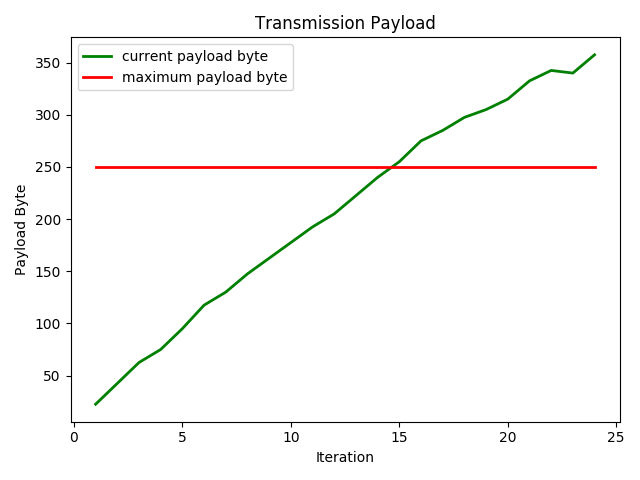 Transmission Payload
current payload byte
maximum payload byte
350
300
250
200
150
100
50
Payload Byte
0 5 10 15 20 25
Iteration